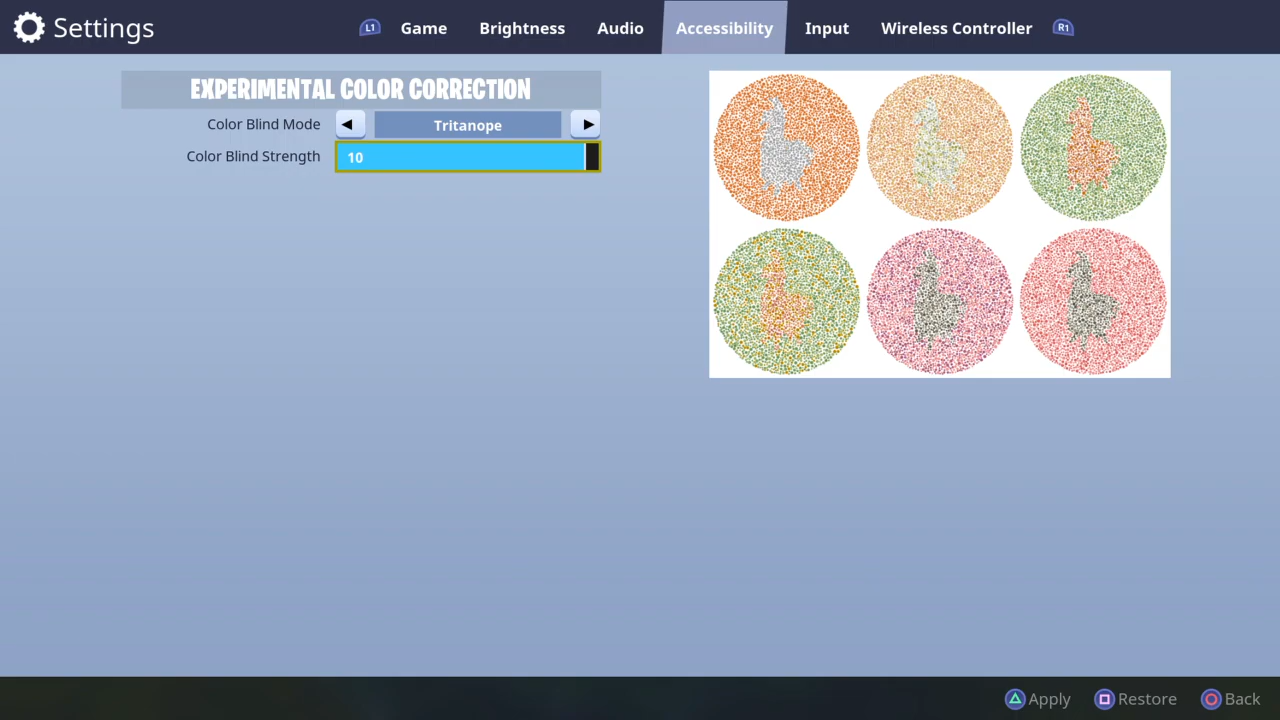 Settings
L1 Game Brightness Audio Accessibility Input Wireless Controller R1
EXPERIMENTAL COLOR CORRECTION
Color Blind Mode Tritanope
Color Blind Strength 10
Apply Restore Back